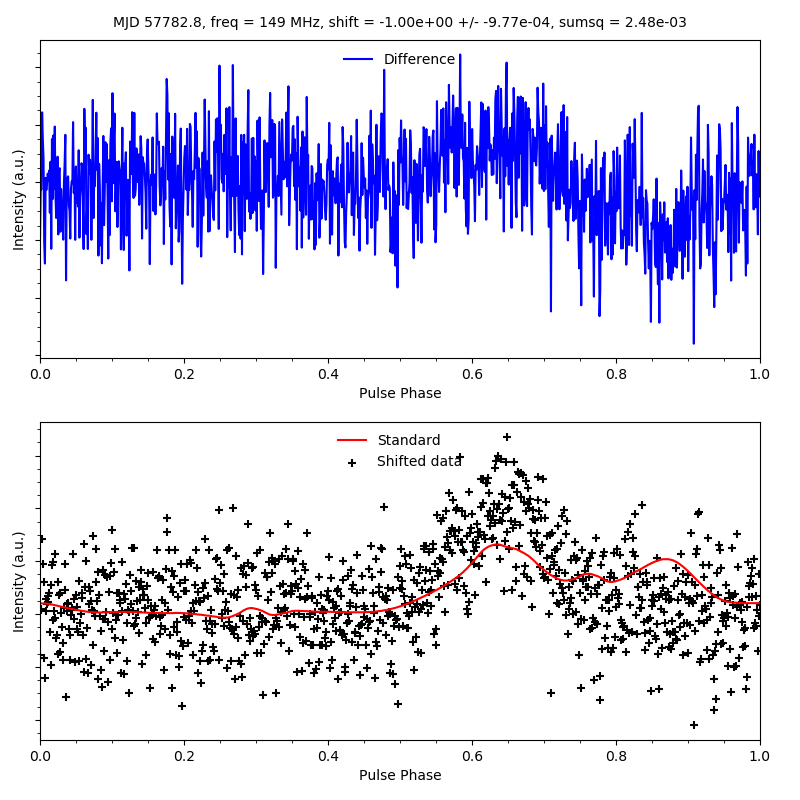 MJD 57782.8, freq = 149 MHz, shift = -1.00e+00 +/- -9.77e-04, sumsq = 2.48e-03
Difference
Intensity (a.u.)
0.0 0.2 0.4 0.6 0.8 1.0
Pulse Phase
Standard
Shifted data
Intensity (a.u.)
0.0 0.2 0.4 0.6 0.8 1.0
Pulse Phase